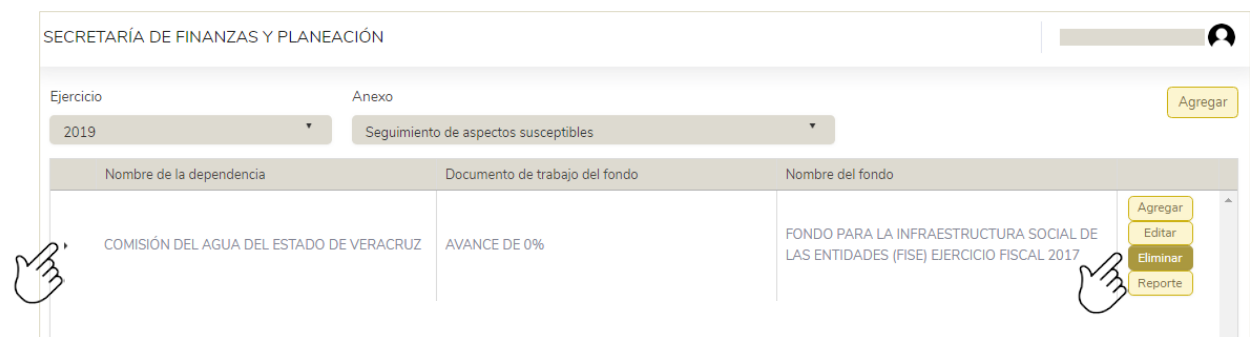 SECRETARÍA DE FINANZAS Y PLANEACIÓN
Ejercicio
Anexo
Agregar
2019
Seguimiento de aspectos susceptibles
Nombre de la dependencia
Documento de trabajo del fondo
Nombre del fondo
COMISIÓN DEL AGUA DEL ESTADO DE VERACRUZ
AVANCE DE 0%
FONDO PARA LA INFRAESTRUCTURA SOCIAL DE
LAS ENTIDADES (FISE) EJERCICIO FISCAL 2017
Agregar
Editar
Eliminar
Reporte